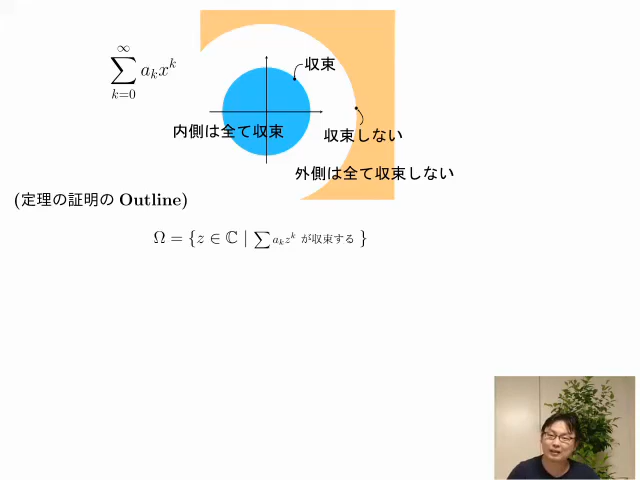 ∑_{k=0}^{∞} a_k x^k
収束
内側は全て収束
収束しない
外側は全て収束しない
(定理の証明の Outline)
Ω = {z ∈ ℂ | ∑ a_k z^k が収束する }